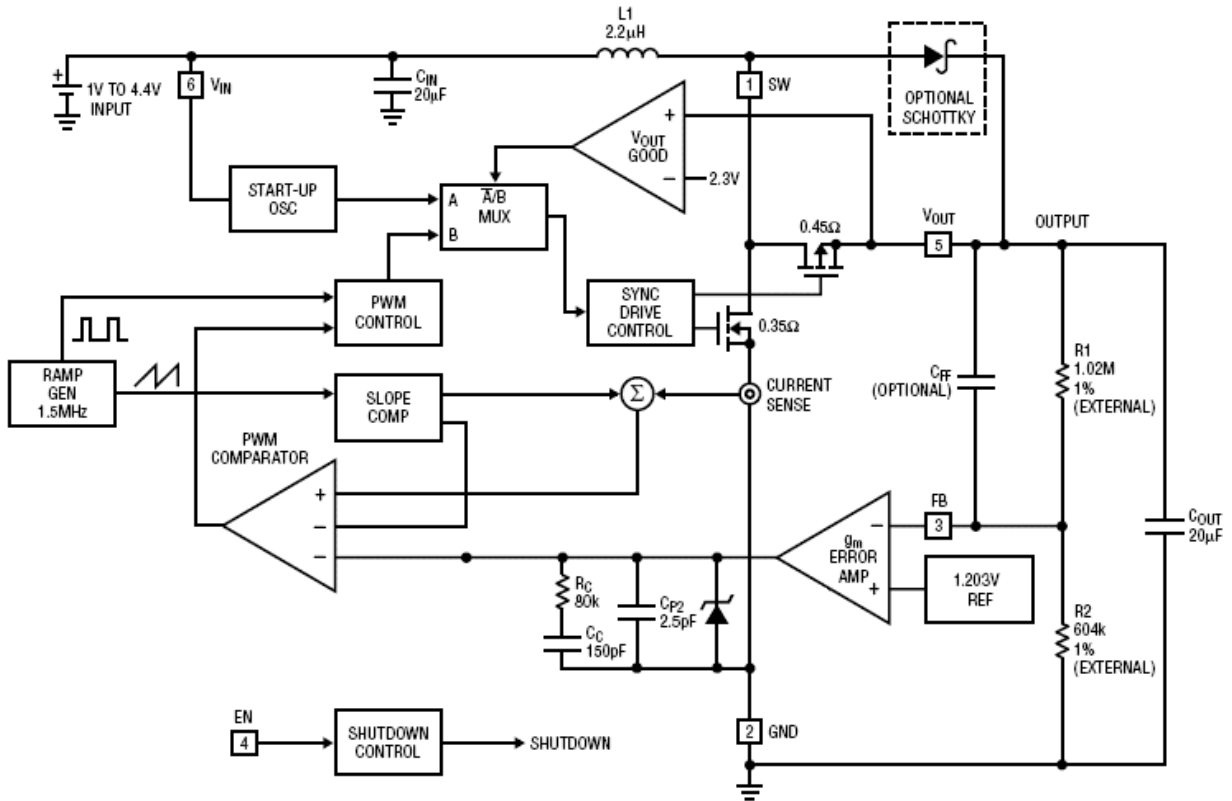 L1
2.2µH
+
1V TO 4.4V
INPUT
6
VIN
CIN
20µF
1
SW
OPTIONAL
SCHOTTKY
+
VOUT
GOOD
−
2.3V
START-UP
OSC
A
A̅/B
MUX
B
0.45Ω
VOUT
5
OUTPUT
PWM
CONTROL
SYNC
DRIVE
CONTROL
0.35Ω
RAMP
GEN
1.5MHz
SLOPE
COMP
Σ
CURRENT
SENSE
CFF
(OPTIONAL)
R1
1.02M
1%
(EXTERNAL)
PWM
COMPARATOR
+
−
−
FB
3
−
gm
ERROR
AMP
+
1.203V
REF
COUT
20µF
RC
80k
CC
150pF
CP2
2.5pF
R2
604k
1%
(EXTERNAL)
EN
4
SHUTDOWN
CONTROL
SHUTDOWN
2
GND